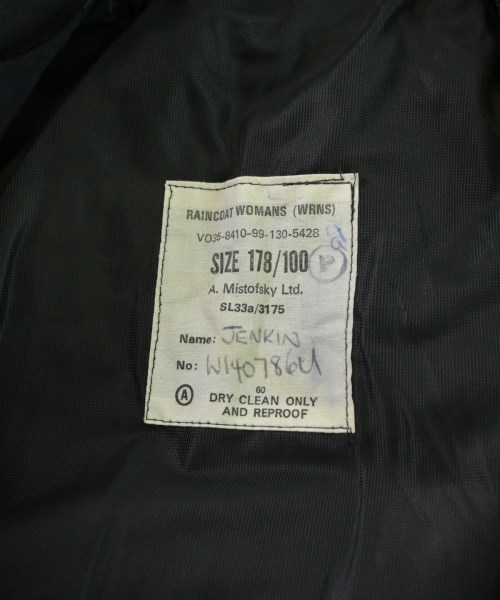 RAINCOAT WOMANS (WRNS)
VO35-8410-99-130-5428
SIZE 178/100 P
A. Mistofsky Ltd.
SL33a/3175
Name: JENKIN
No: W140786U
60
A DRY CLEAN ONLY
AND REPROOF